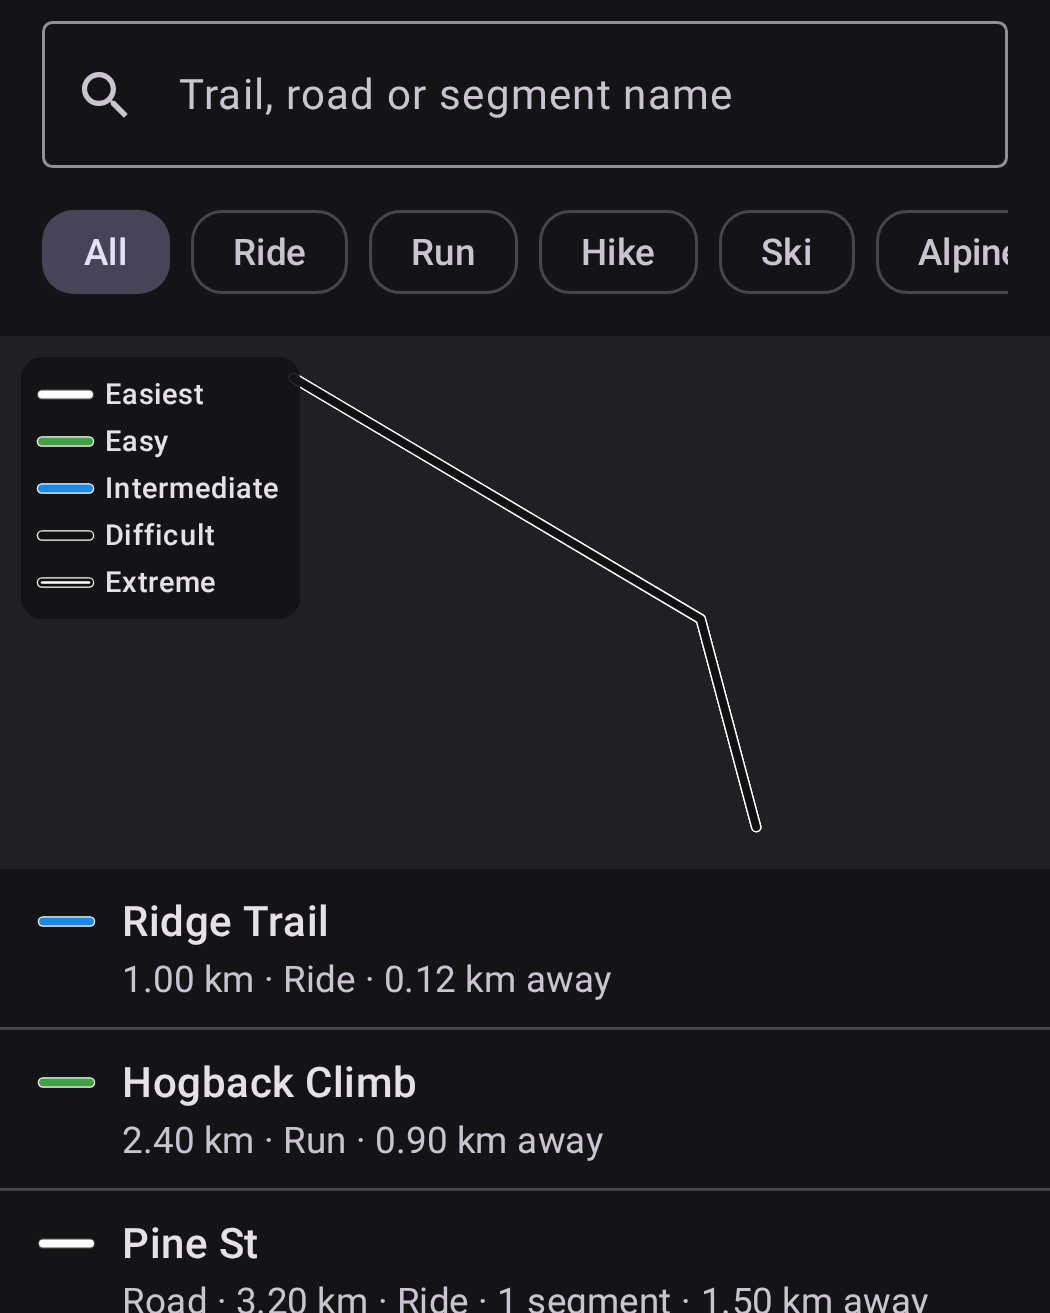 Trail, road or segment name
All Ride Run Hike Ski Alpine
Easiest
Easy
Intermediate
Difficult
Extreme
Ridge Trail
1.00 km · Ride · 0.12 km away
Hogback Climb
2.40 km · Run · 0.90 km away
Pine St
Road · 3.20 km · Ride · 1 segment · 1.50 km away